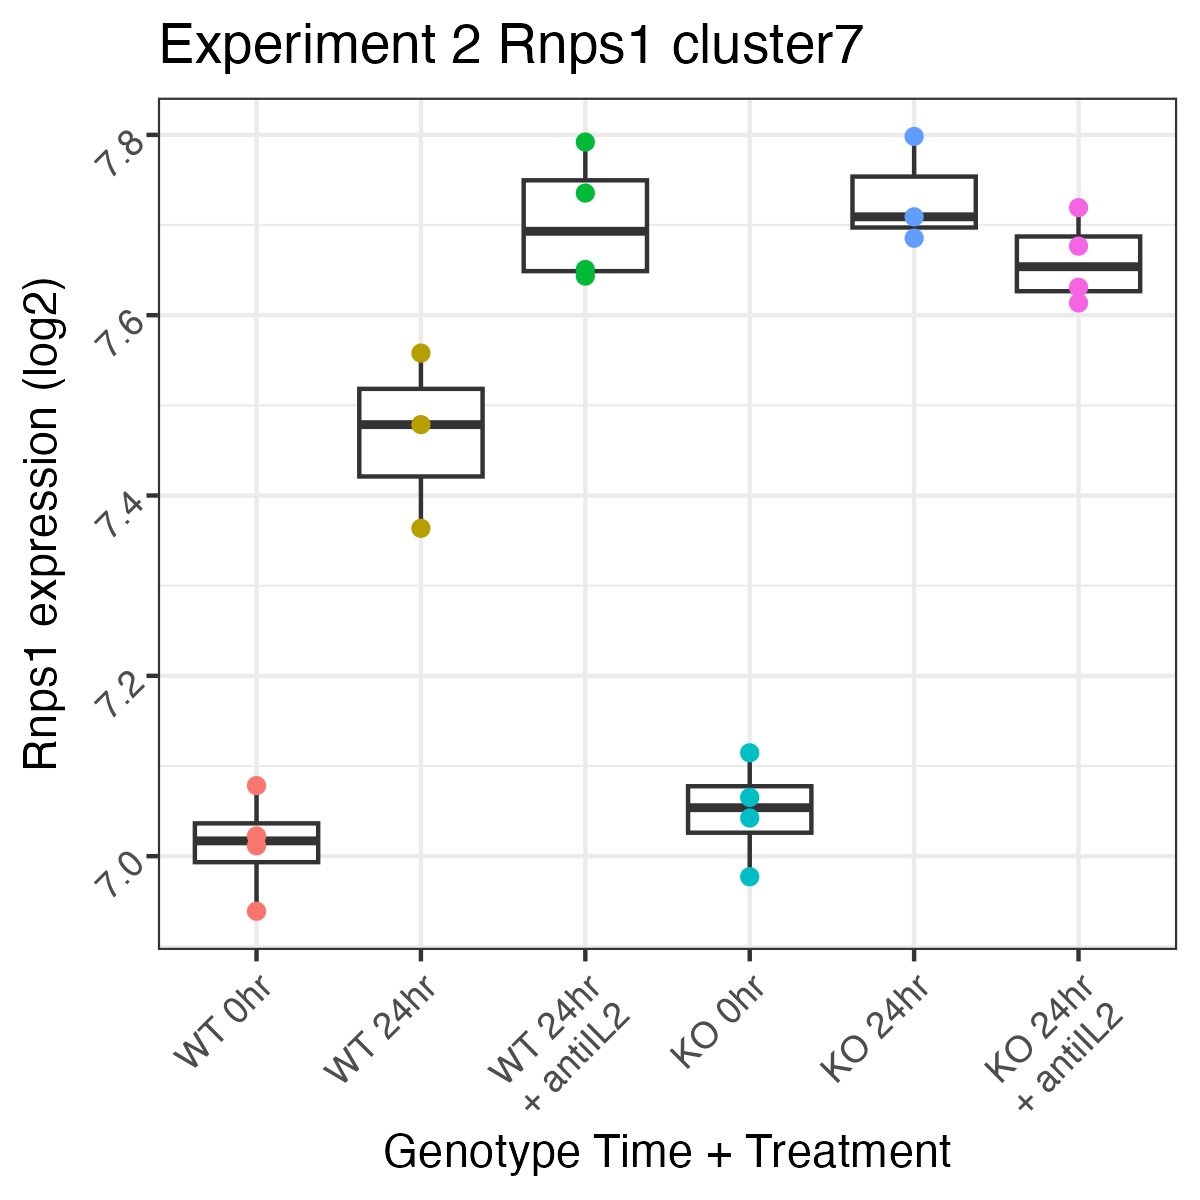 Experiment 2 Rnps1 cluster7
Rnps1 expression (log2)
7.8
7.6
7.4
7.2
7.0
WT 0hr
WT 24hr
WT 24hr
+ antiIL2
KO 0hr
KO 24hr
KO 24hr
+ antiIL2
Genotype Time + Treatment